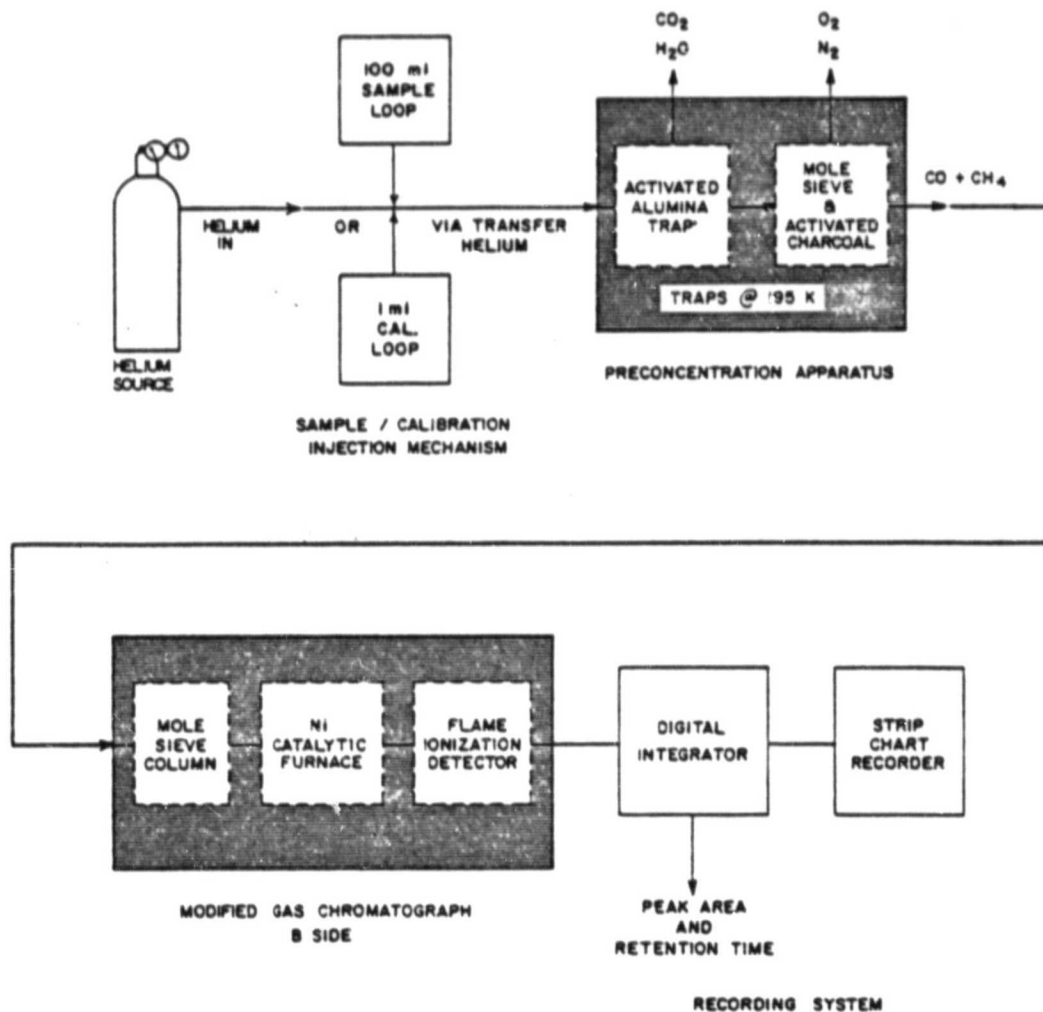 CO2
H2O
O2
N2
100 ml
SAMPLE
LOOP
HELIUM
IN
OR
VIA TRANSFER
HELIUM
ACTIVATED
ALUMINA
TRAP
MOLE
SIEVE
&
ACTIVATED
CHARCOAL
CO + CH4
TRAPS @ 195 K
1 ml
CAL.
LOOP
HELIUM
SOURCE
PRECONCENTRATION APPARATUS
SAMPLE / CALIBRATION
INJECTION MECHANISM
MOLE
SIEVE
COLUMN
Ni
CATALYTIC
FURNACE
FLAME
IONIZATION
DETECTOR
DIGITAL
INTEGRATOR
STRIP
CHART
RECORDER
MODIFIED GAS CHROMATOGRAPH
B SIDE
PEAK AREA
AND
RETENTION TIME
RECORDING SYSTEM